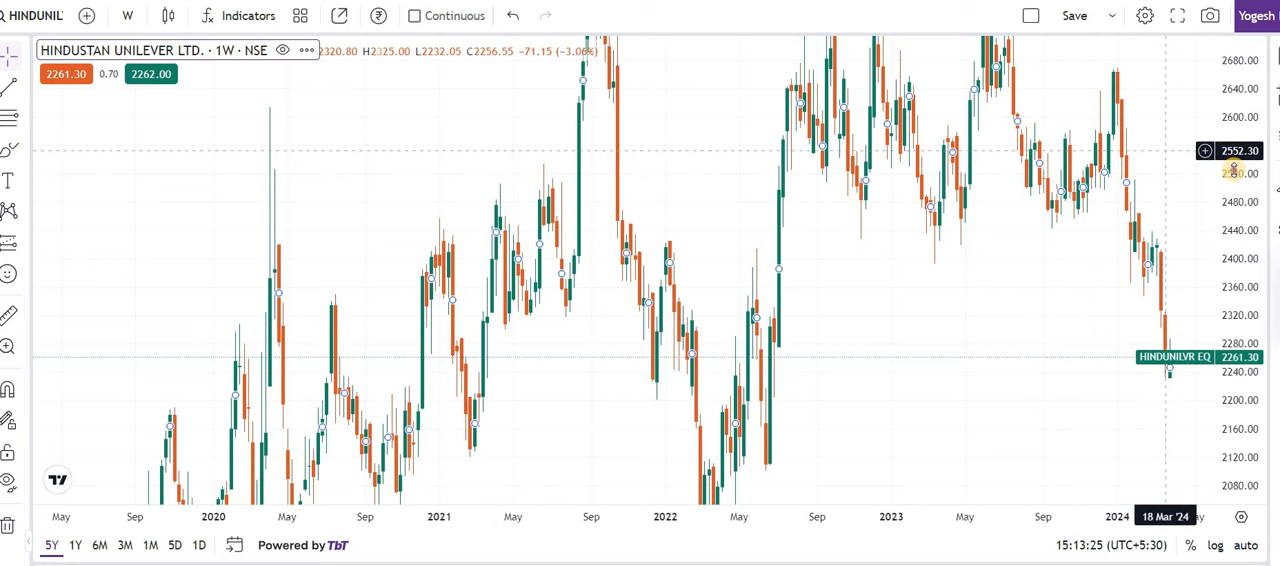 HINDUNIL
W
Indicators
Continuous
Save
Yogesh
HINDUSTAN UNILEVER LTD. · 1W · NSE
2320.80 H2325.00 L2232.05 C2256.55 −71.15 (−3.06%)
2261.30 0.70 2262.00
2680.00
2640.00
2600.00
2552.30
2480.00
2440.00
2400.00
2360.00
2320.00
2280.00
HINDUNILVR EQ 2261.30
2240.00
2200.00
2160.00
2120.00
2080.00
May Sep 2020 May Sep 2021 May Sep 2022 May Sep 2023 May Sep 2024 18 Mar '24
5Y 1Y 6M 3M 1M 5D 1D
Powered by TbT
15:13:25 (UTC+5:30) % log auto